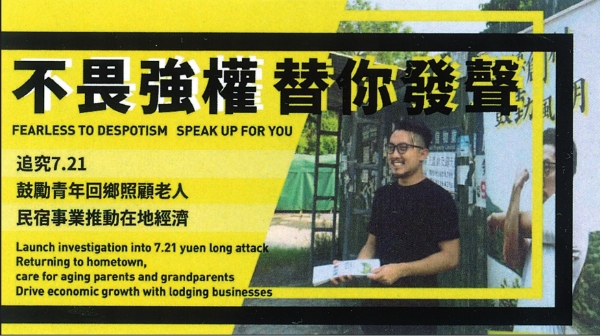 不畏強權 替你發聲
FEARLESS TO DESPOTISM SPEAK UP FOR YOU
追究7.21
鼓勵青年回鄉照顧老人
民宿事業推動在地經濟
Launch investigation into 7.21 yuen long attack
Returning to hometown,
care for aging parents and grandparents
Drive economic growth with lodging businesses